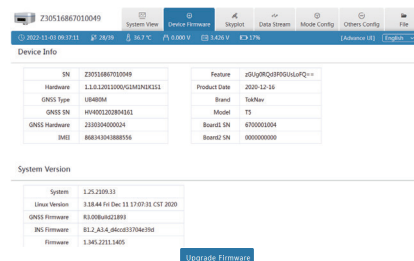 Z30516867010049
System View
Device Firmware
Skyplot
Data Stream
Mode Config
Others Config
File
2022-11-03 09:37:11 28/39 36.7 °C 0.000 V 3.426 V 17% [Advance UI] English
Device Info
SN Z30516867010049 Feature zGUg0RQd3F0GUsLoFQ==
Hardware 1.1.0.12011000/G1M1N1X1S1 Product Date 2020-12-16
GNSS Type UB4B0M Brand TokNav
GNSS SN HV4001202804161 Model T5
GNSS Hardware 2330304000024 Board1 SN 6700001004
IMEI 868343043888556 Board2 SN 0000000000
System Version
System 1.25.2109.33
Linux Version 3.18.44 Fri Dec 11 17:07:31 CST 2020
GNSS Firmware R3.00Build21893
INS Firmware B1.2_A3.4_d4ccd33704e39d
Firmware 1.345.2211.1405
Upgrade Firmware